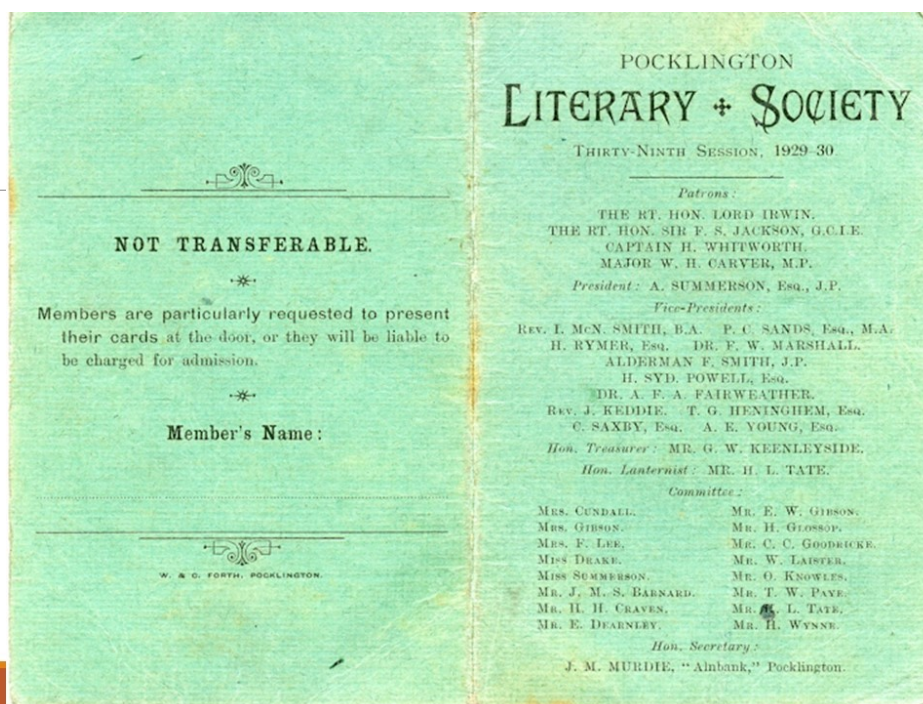 NOT TRANSFERABLE.
Members are particularly requested to present
their cards at the door, or they will be liable to
be charged for admission.
Member's Name:
W. & C. FORTH, POCKLINGTON.
POCKLINGTON
LITERARY + SOCIETY
THIRTY-NINTH SESSION, 1929-30
Patrons:
THE RT. HON. LORD IRWIN.
THE RT. HON. SIR F. S. JACKSON, G.C.I.E.
CAPTAIN H. WHITWORTH.
MAJOR W. H. CARVER, M.P.
President: A. SUMMERSON, Esq., J.P.
Vice-Presidents:
REV. I. McN. SMITH, B.A. P. C. SANDS, Esq., M.A.
H. RYMER, Esq. DR. F. W. MARSHALL.
ALDERMAN F. SMITH, J.P.
H. SYD. POWELL, Esq.
DR. A. F. A. FAIRWEATHER.
REV. J. KEDDIE. T. G. HENINGHEM, Esq.
C. SAXBY, Esq. A. E. YOUNG, Esq.
Hon. Treasurer: MR. G. W. KEENLEYSIDE.
Hon. Lanternist: MR. H. L. TATE.
Committee:
MRS. CUNDALL. MR. E. W. GIBSON.
MRS. GIBSON. MR. H. GLOSSOP.
MRS. F. LEE. MR. C. C. GOODRICKE.
MISS DRAKE. MR. W. LAISTER.
MISS SUMMERSON. MR. O. KNOWLES.
MR. J. M. S. BARNARD. MR. T. W. PAYE.
MR. H. H. CRAVEN. MR. L. TATE.
MR. E. DEARNLEY. MR. H. WYNNE.
Hon. Secretary:
J. M. MURDIE, "Alnbank," Pocklington.